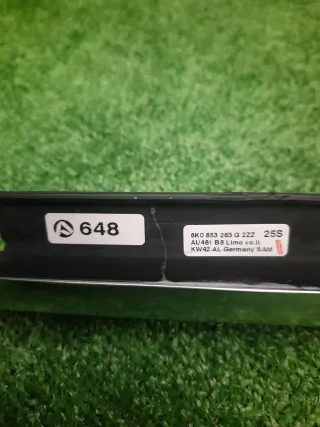 648
8K0 853 283 G 2ZZ 25S
AU481 B8 Limo vo.li.
KW42 AL Germany SAM